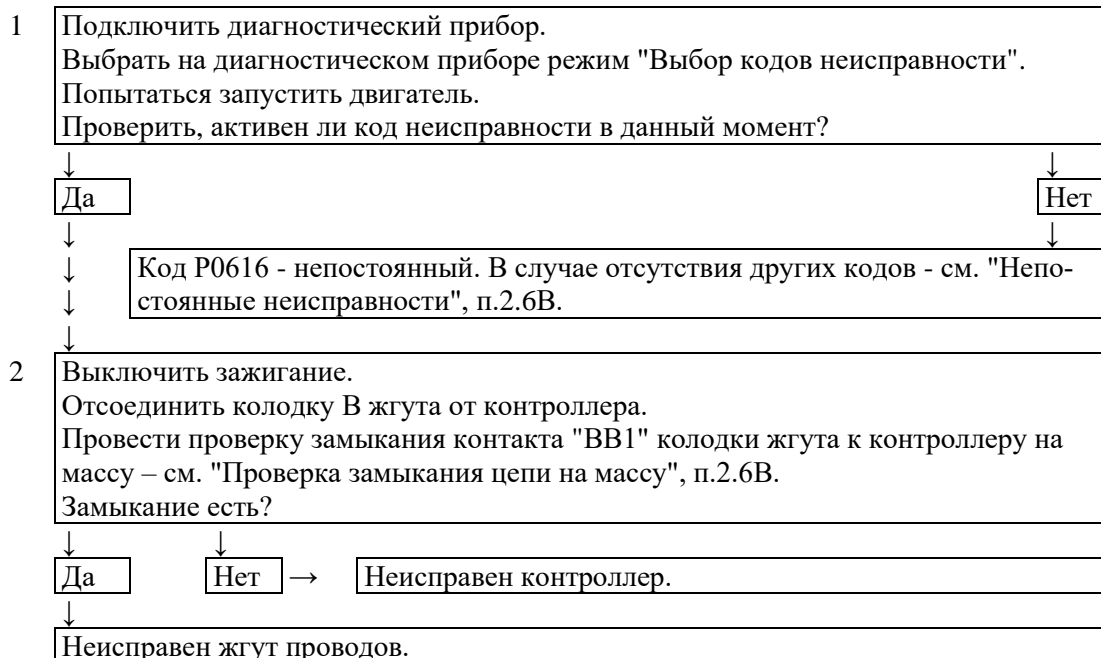 1 Подключить диагностический прибор.
Выбрать на диагностическом приборе режим "Выбор кодов неисправности".
Попытаться запустить двигатель.
Проверить, активен ли код неисправности в данный момент?
↓ ↓
Да Нет
↓ ↓
↓ Код Р0616 - непостоянный. В случае отсутствия других кодов - см. "Непо-
↓ стоянные неисправности", п.2.6В.
↓
2 Выключить зажигание.
Отсоединить колодку В жгута от контроллера.
Провести проверку замыкания контакта "ВВ1" колодки жгута к контроллеру на
массу – см. "Проверка замыкания цепи на массу", п.2.6В.
Замыкание есть?
↓ ↓
Да Нет → Неисправен контроллер.
↓
Неисправен жгут проводов.